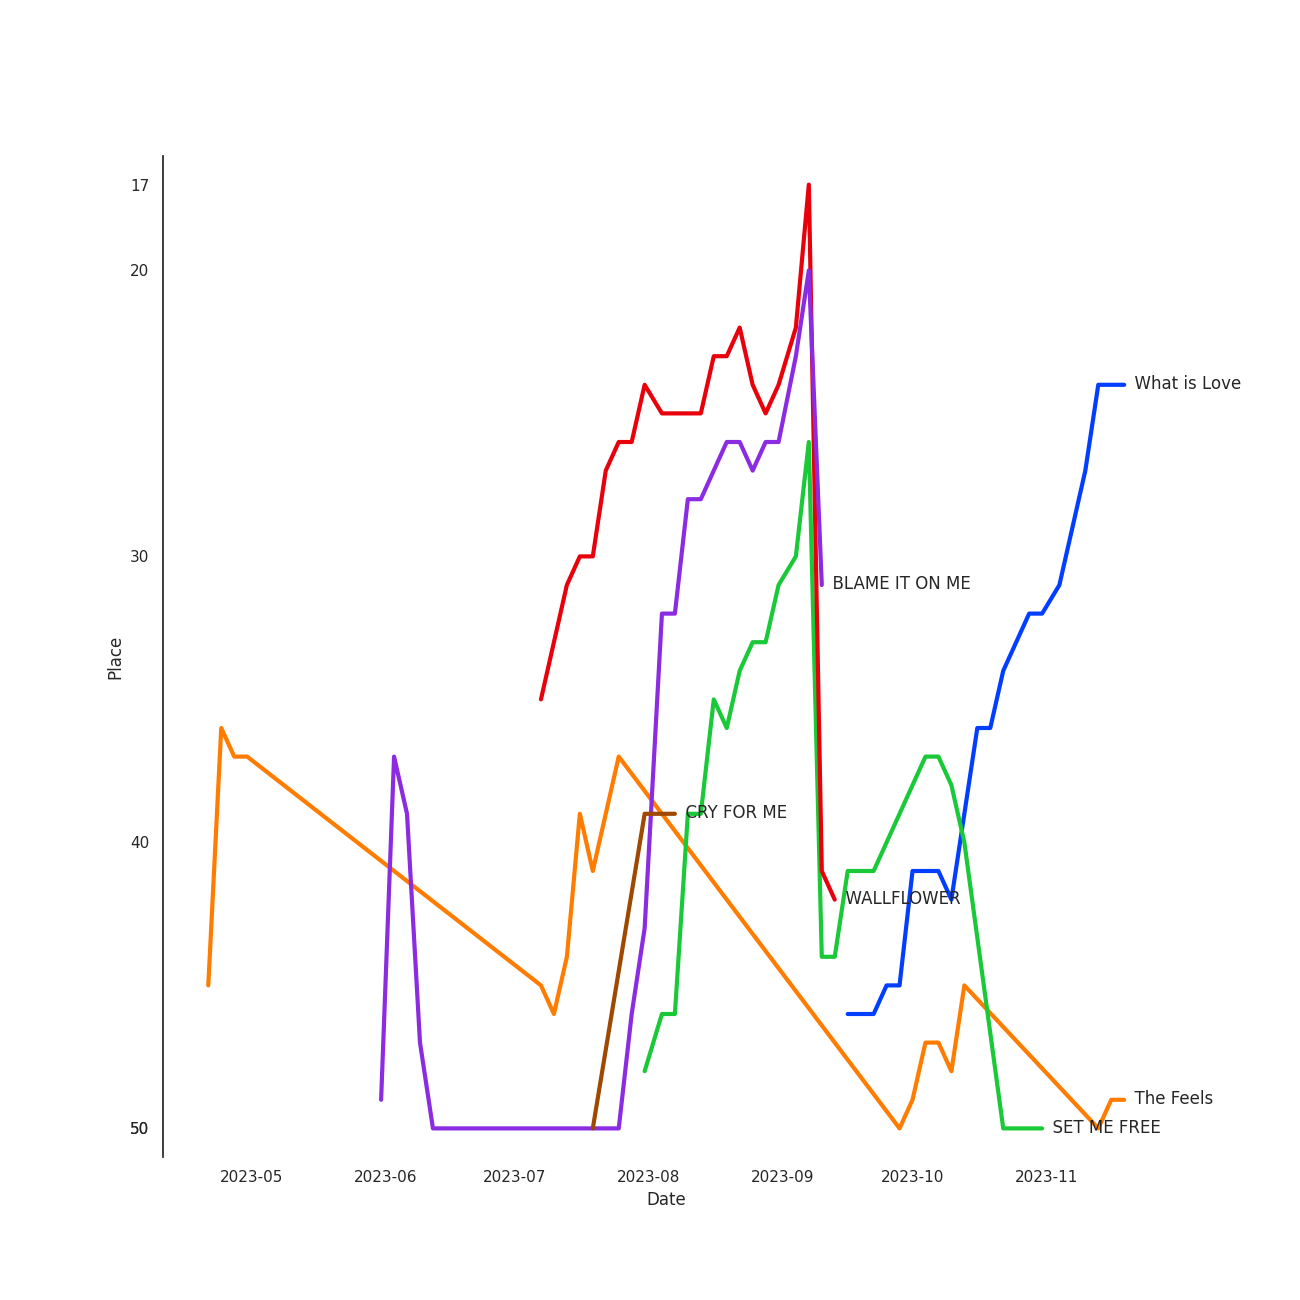 17
20
30
40
50
Place
What is Love
BLAME IT ON ME
CRY FOR ME
WALLFLOWER
The Feels
SET ME FREE
2023-05 2023-06 2023-07 2023-08 2023-09 2023-10 2023-11
Date